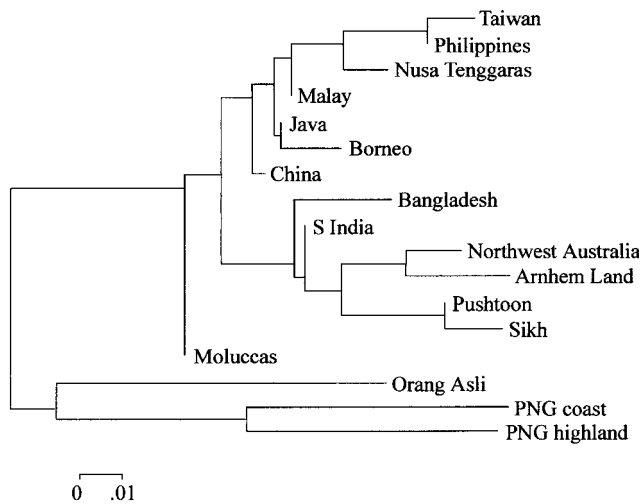 Taiwan
Philippines
Nusa Tenggaras
Malay
Java
Borneo
China
Bangladesh
S India
Northwest Australia
Arnhem Land
Pushtoon
Sikh
Moluccas
Orang Asli
PNG coast
PNG highland
0 .01